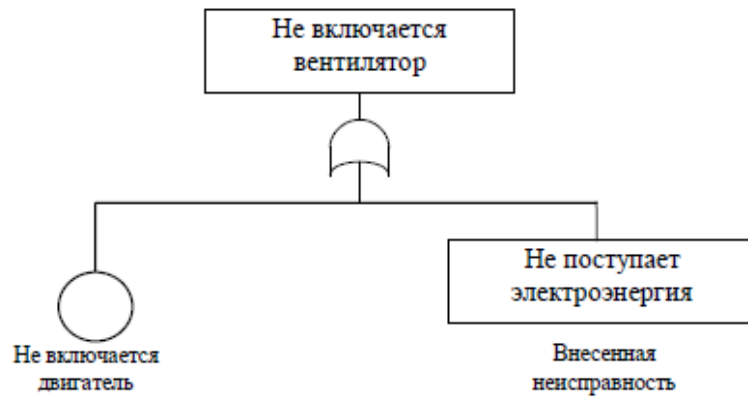 Не включается
вентилятор
Не поступает
электроэнергия
Не включается
двигатель
Внесенная
неисправность